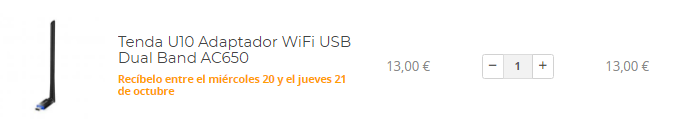 Tenda U10 Adaptador WiFi USB
Dual Band AC650
Recíbelo entre el miércoles 20 y el jueves 21
de octubre
13,00 €
− 1 +
13,00 €